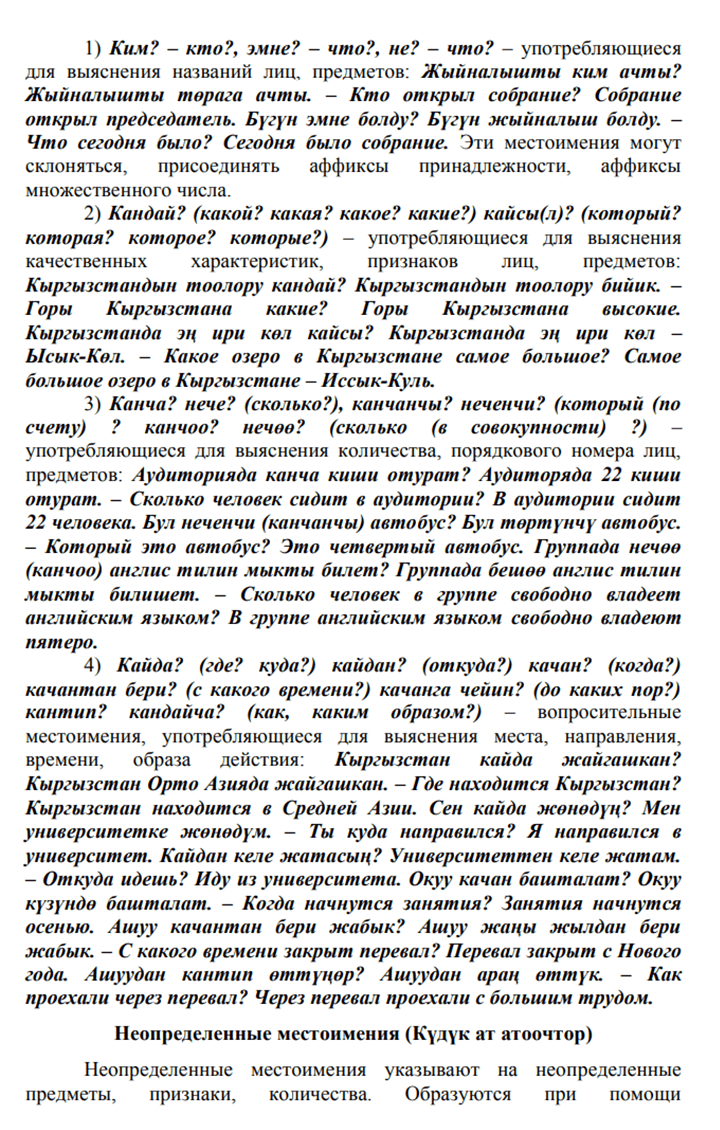 1) Ким? – кто?, эмне? – что?, не? – что? – употребляющиеся
для выяснения названий лиц, предметов: Жыйналышты ким ачты?
Жыйналышты төрага ачты. – Кто открыл собрание? Собрание
открыл председатель. Бүгүн эмне болду? Бүгүн жыйналыш болду. –
Что сегодня было? Сегодня было собрание. Эти местоимения могут
склоняться, присоединять аффиксы принадлежности, аффиксы
множественного числа.
2) Кандай? (какой? какая? какое? какие?) кайсы(л)? (который?
которая? которое? которые?) – употребляющиеся для выяснения
качественных характеристик, признаков лиц, предметов:
Кыргызстандын тоолору кандай? Кыргызстандын тоолору бийик. –
Горы Кыргызстана какие? Горы Кыргызстана высокие.
Кыргызстанда эң ири көл кайсы? Кыргызстанда эң ири көл –
Ысык-Көл. – Какое озеро в Кыргызстане самое большое? Самое
большое озеро в Кыргызстане – Иссык-Куль.
3) Канча? нече? (сколько?), канчанчы? неченчи? (который (по
счету) ? канчоо? нечөө? (сколько (в совокупности) ?) –
употребляющиеся для выяснения количества, порядкового номера лиц,
предметов: Аудиторияда канча киши отурат? Аудиторяда 22 киши
отурат. – Сколько человек сидит в аудитории? В аудитории сидит
22 человека. Бул неченчи (канчанчы) автобус? Бул төртүнчү автобус.
– Который это автобус? Это четвертый автобус. Группада нечөө
(канчоо) англис тилин мыкты билет? Группада бешөө англис тилин
мыкты билишет. – Сколько человек в группе свободно владеет
английским языком? В группе английским языком свободно владеют
пятеро.
4) Кайда? (где? куда?) кайдан? (откуда?) качан? (когда?)
качантан бери? (с какого времени?) качанга чейин? (до каких пор?)
кантип? кандайча? (как, каким образом?) – вопросительные
местоимения, употребляющиеся для выяснения места, направления,
времени, образа действия: Кыргызстан кайда жайгашкан?
Кыргызстан Орто Азияда жайгашкан. – Где находится Кыргызстан?
Кыргызстан находится в Средней Азии. Сен кайда жөнөдүң? Мен
университетке жөнөдүм. – Ты куда направился? Я направился в
университет. Кайдан келе жатасың? Университеттен келе жатам.
– Откуда идешь? Иду из университета. Окуу качан башталат? Окуу
күзүндө башталат. – Когда начнутся занятия? Занятия начнутся
осенью. Ашуу качантан бери жабык? Ашуу жаңы жылдан бери
жабык. – С какого времени закрыт перевал? Перевал закрыт с Нового
года. Ашуудан кантип өттүңөр? Ашуудан араң өттүк. – Как
проехали через перевал? Через перевал проехали с большим трудом.
Неопределенные местоимения (Күдүк ат атоочтор)
Неопределенные местоимения указывают на неопределенные
предметы, признаки, количества. Образуются при помощи